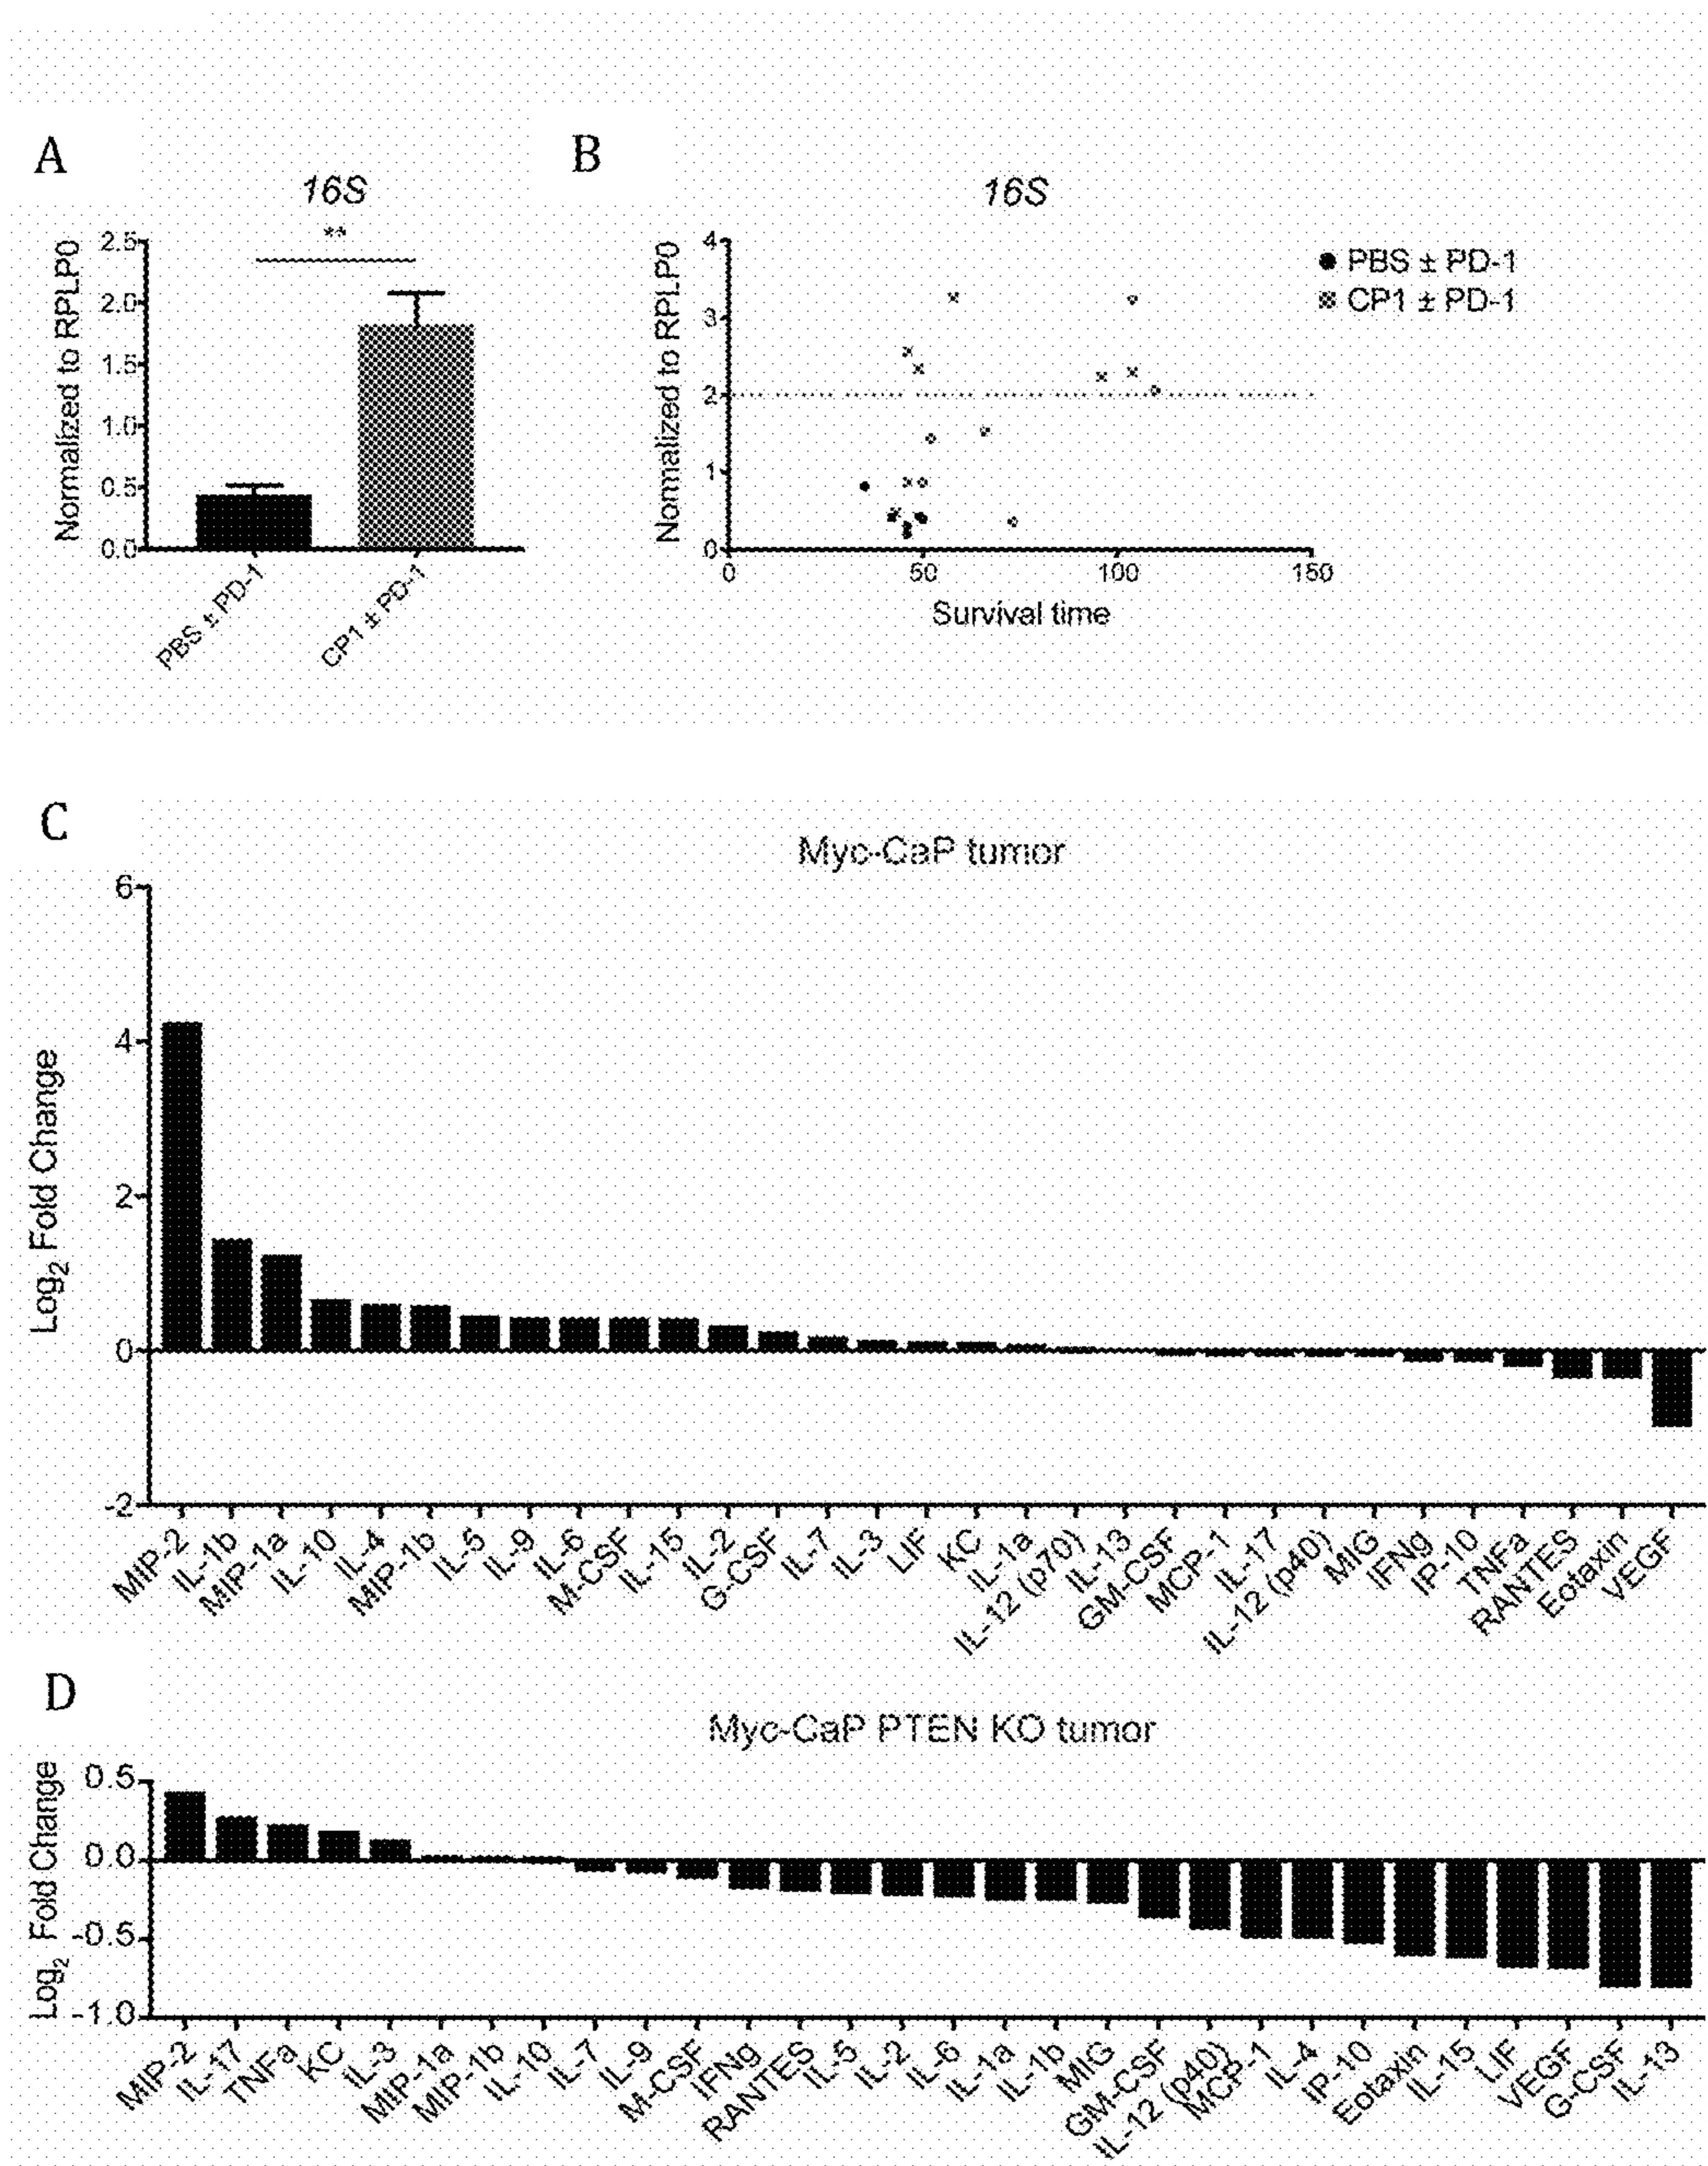 A
16S
**
Normalized to RPLP0
2.5
2.0
1.5
1.0
0.5
0.0
PBS ± PD-1
CP1 ± PD-1
B
16S
Normalized to RPLP0
4
3
2
1
0
0
50
100
150
Survival time
PBS ± PD-1
CP1 ± PD-1
C
Myc-CaP tumor
Log2 Fold Change
6
4
2
0
-2
MIP-2
IL-1b
MIP-1a
IL-10
IL-4
MIP-1b
IL-5
IL-9
IL-6
M-CSF
IL-15
IL-2
G-CSF
IL-7
IL-3
LIF
KC
IL-1a
IL-12 (p70)
IL-13
GM-CSF
MCP-1
IL-17
IL-12 (p40)
MIG
IFNg
IP-10
TNFa
RANTES
Eotaxin
VEGF
D
Myc-CaP PTEN KO tumor
Log2 Fold Change
0.5
0.0
-0.5
-1.0
MIP-2
IL-17
TNFa
KC
IL-3
MIP-1a
MIP-1b
IL-10
IL-7
IL-9
M-CSF
IFNg
RANTES
IL-5
IL-2
IL-6
IL-1a
IL-1b
MIG
GM-CSF
IL-12 (p40)
MCP-1
IL-4
IP-10
Eotaxin
IL-15
LIF
VEGF
G-CSF
IL-13